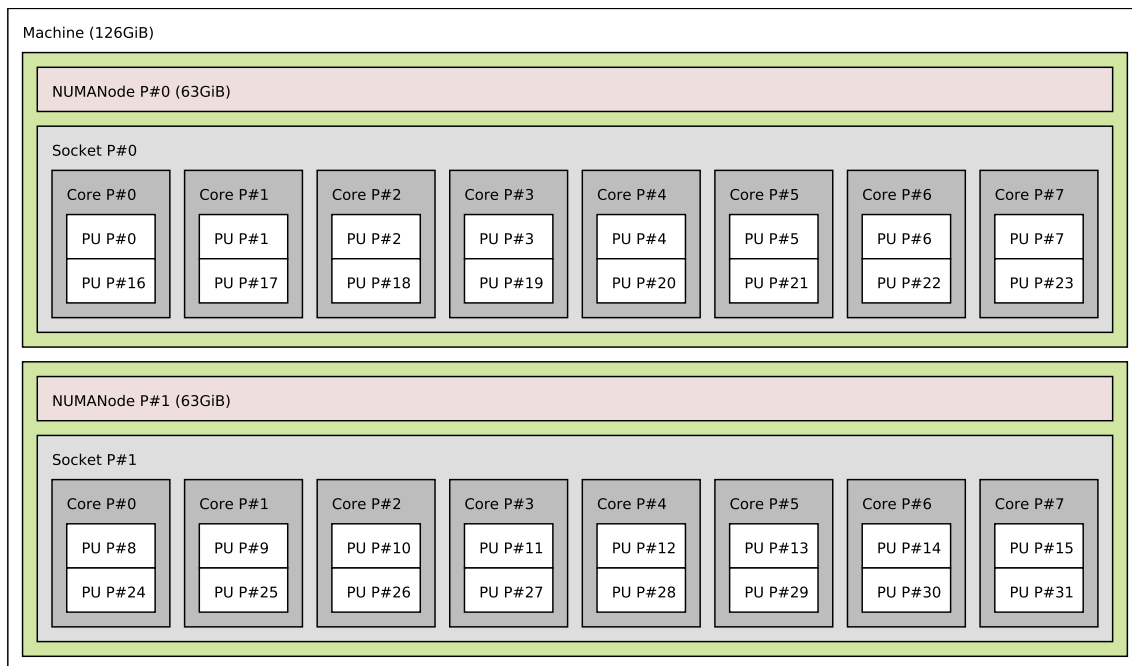 Machine (126GiB)
NUMANode P#0 (63GiB)
Socket P#0
Core P#0 Core P#1 Core P#2 Core P#3 Core P#4 Core P#5 Core P#6 Core P#7
PU P#0 PU P#1 PU P#2 PU P#3 PU P#4 PU P#5 PU P#6 PU P#7
PU P#16 PU P#17 PU P#18 PU P#19 PU P#20 PU P#21 PU P#22 PU P#23
NUMANode P#1 (63GiB)
Socket P#1
Core P#0 Core P#1 Core P#2 Core P#3 Core P#4 Core P#5 Core P#6 Core P#7
PU P#8 PU P#9 PU P#10 PU P#11 PU P#12 PU P#13 PU P#14 PU P#15
PU P#24 PU P#25 PU P#26 PU P#27 PU P#28 PU P#29 PU P#30 PU P#31